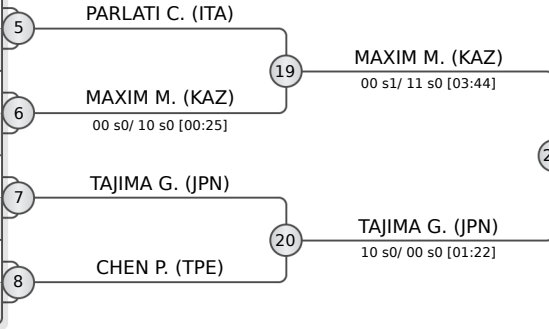 PARLATI C. (ITA)
5
19
MAXIM M. (KAZ)
00 s1/ 11 s0 [03:44]
MAXIM M. (KAZ)
6
00 s0/ 10 s0 [00:25]
TAJIMA G. (JPN)
7
20
TAJIMA G. (JPN)
10 s0/ 00 s0 [01:22]
CHEN P. (TPE)
8